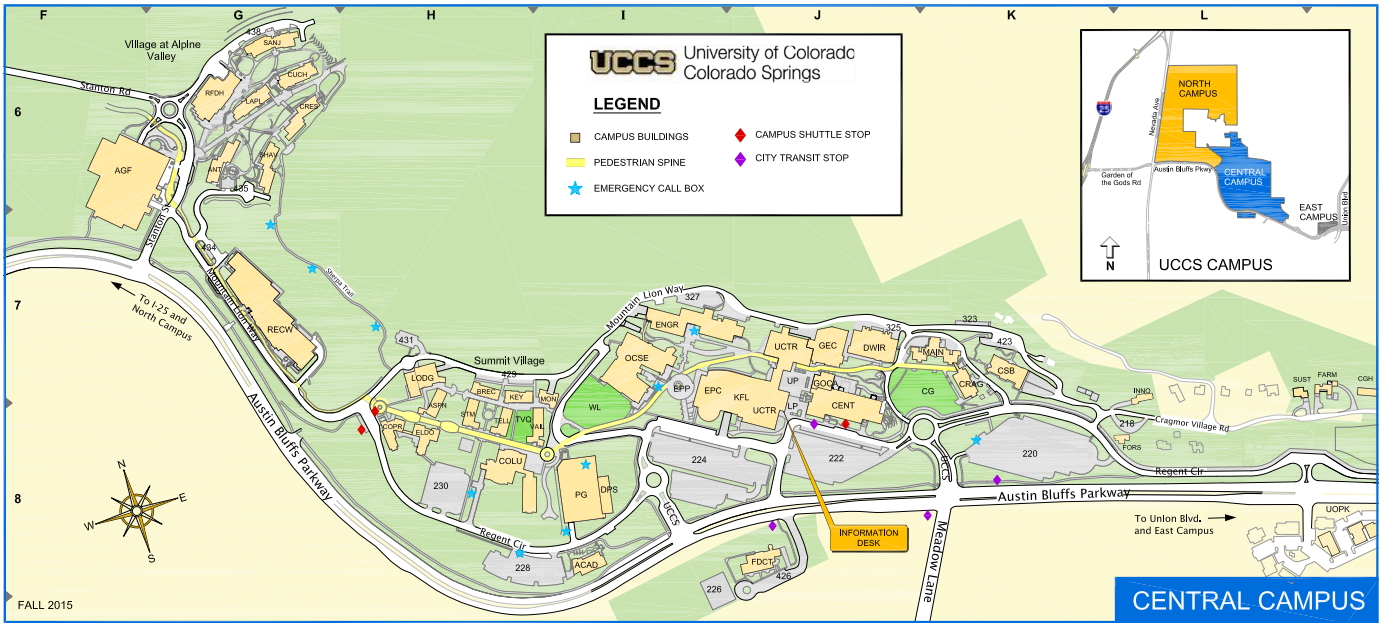 F
G
H
I
J
K
L
6
7
8
438
SANJ
Village at Alpine
Valley
CUCH
RFDH
LAPL
CRES
Stanton Rd
AGF
SHAV
ANT
435
Stanton St
434
Mountain Lion Way
RECW
Sherpa Trail
To I-25 and
North Campus
UCCS
University of Colorado
Colorado Springs
LEGEND
CAMPUS BUILDINGS
PEDESTRIAN SPINE
EMERGENCY CALL BOX
CAMPUS SHUTTLE STOP
CITY TRANSIT STOP
NORTH
CAMPUS
25
Nevada Ave
Austin Bluffs Pkwy
Garden of
the Gods Rd
CENTRAL
CAMPUS
EAST
CAMPUS
Union Blvd
N
UCCS CAMPUS
Mountain Lion Way
327
ENGR
OCSE
UCTR
GEC
DWIR
325
323
423
MAIN
CSB
CRAG
431
Summit Village
429
LODG
BREC
KEY
MON
ASPN
STM
TELL
TVO
VAIL
COPR
ELDO
WL
EPP
EPC
KFL
UCTR
UP
GOCA
LP
CENT
CG
INNO
SUST
FARM
CGH
218
Cragmor Village Rd
FORS
Regent Cir
COLU
230
PG
DPS
224
222
220
UCCS
UCCS
Austin Bluffs Parkway
Austin Bluffs Parkway
N
E
W
S
Regent Cir
228
ACAD
INFORMATION
DESK
FDCT
426
226
Meadow Lane
To Union Blvd.
and East Campus
UOPK
FALL 2015
CENTRAL CAMPUS